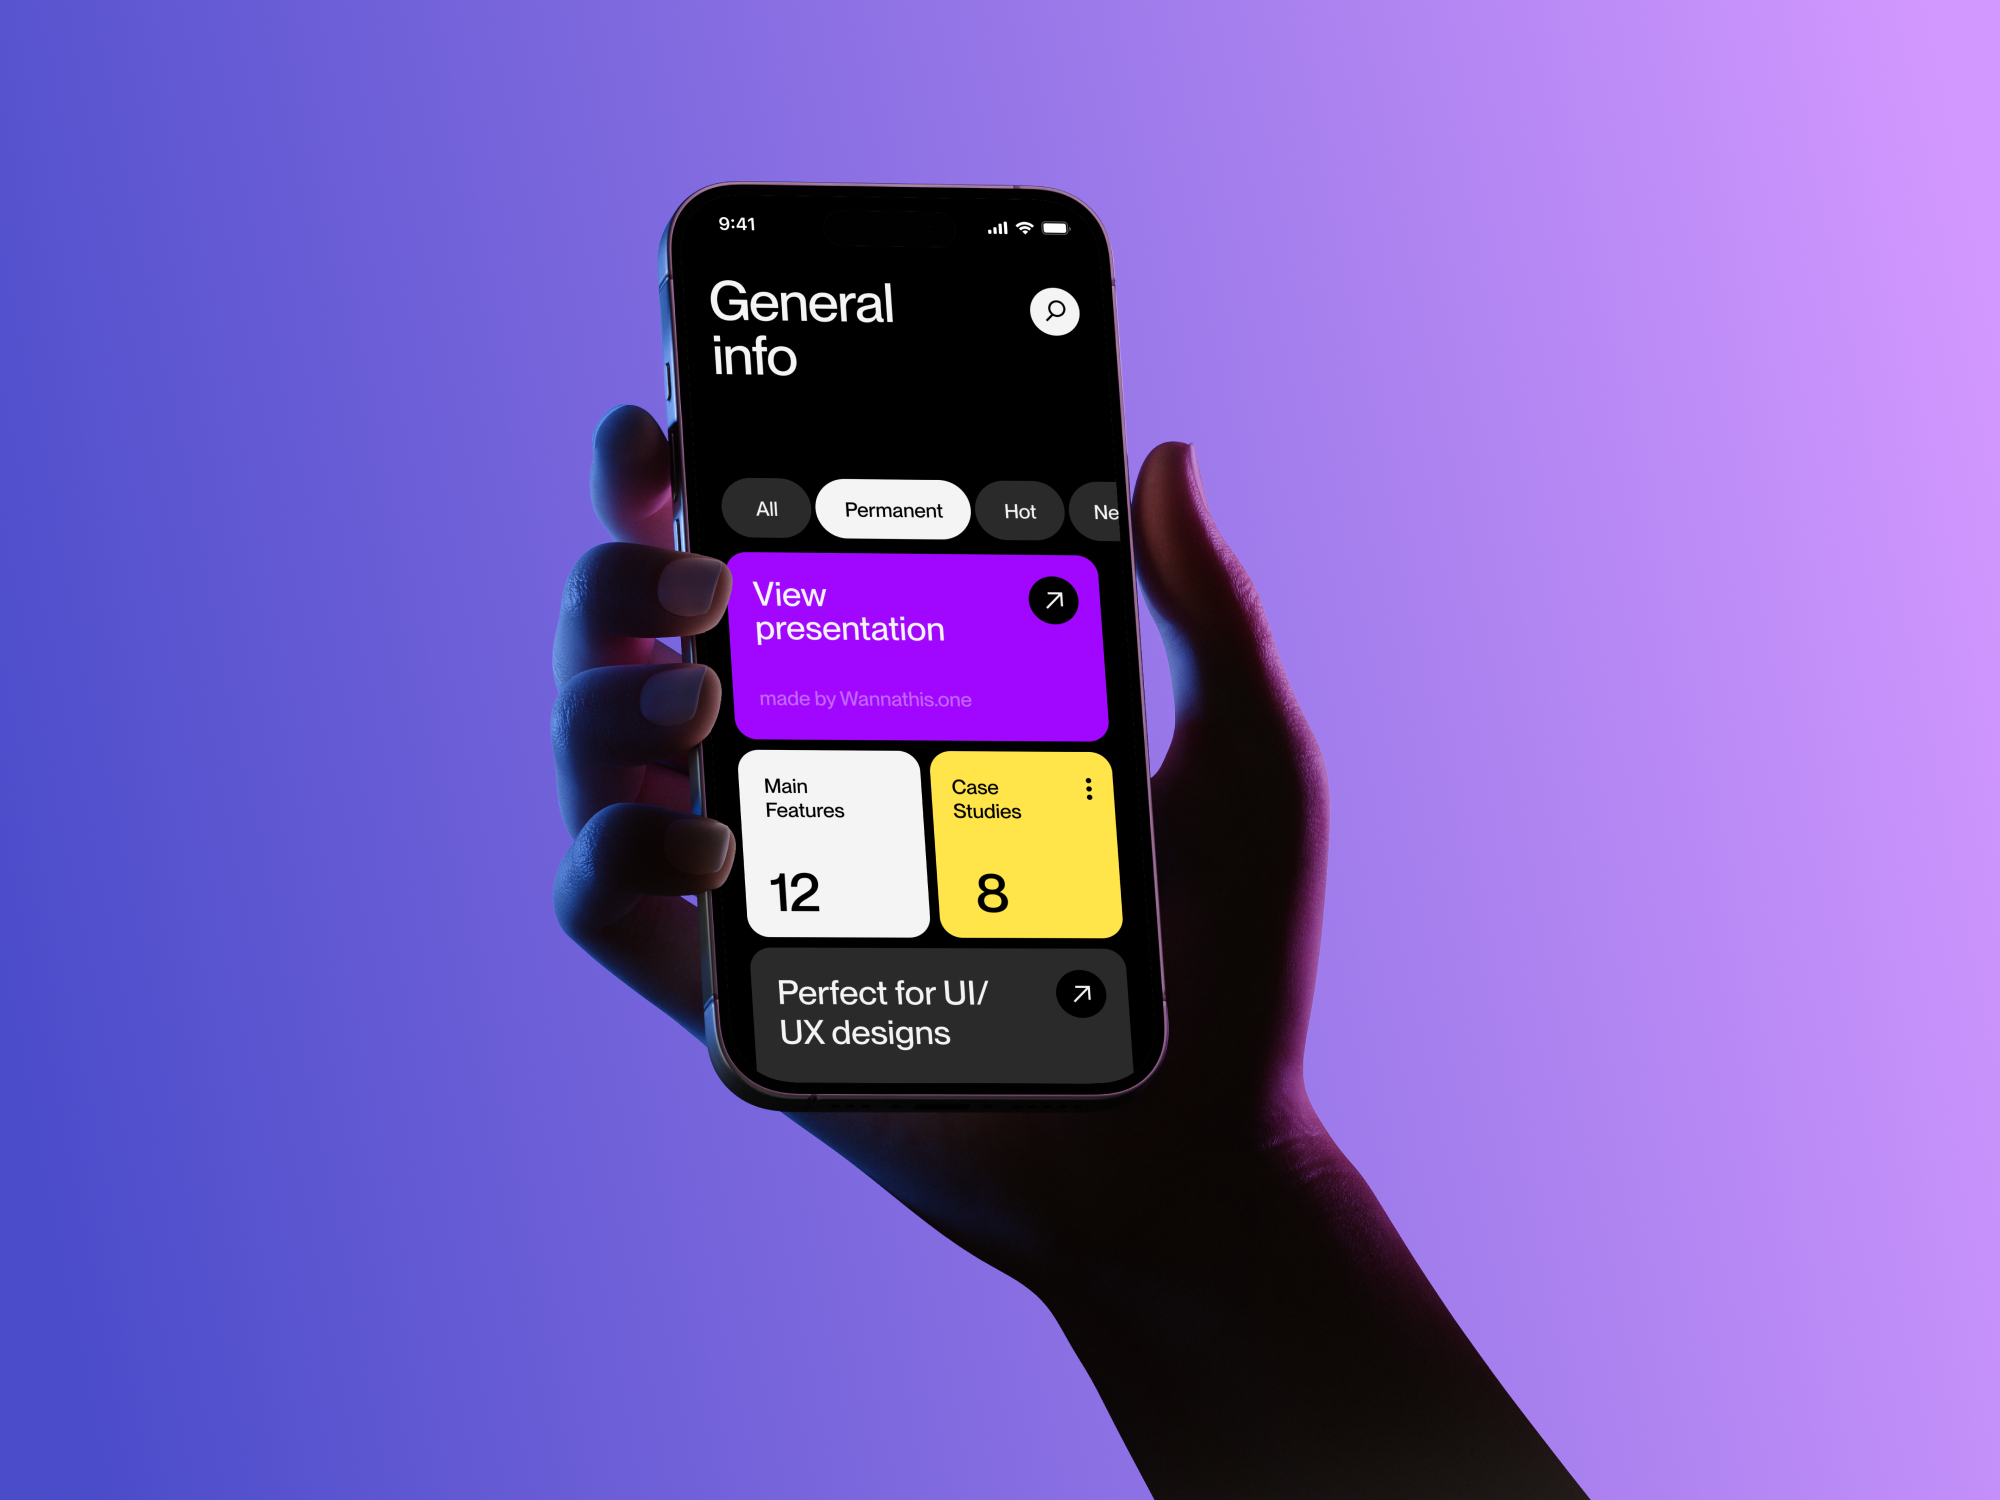 9:41
General
info
All
Permanent
Hot
Ne
View
presentation
made by Wannathis.one
Main
Features
12
Case
Studies
8
Perfect for UI/
UX designs